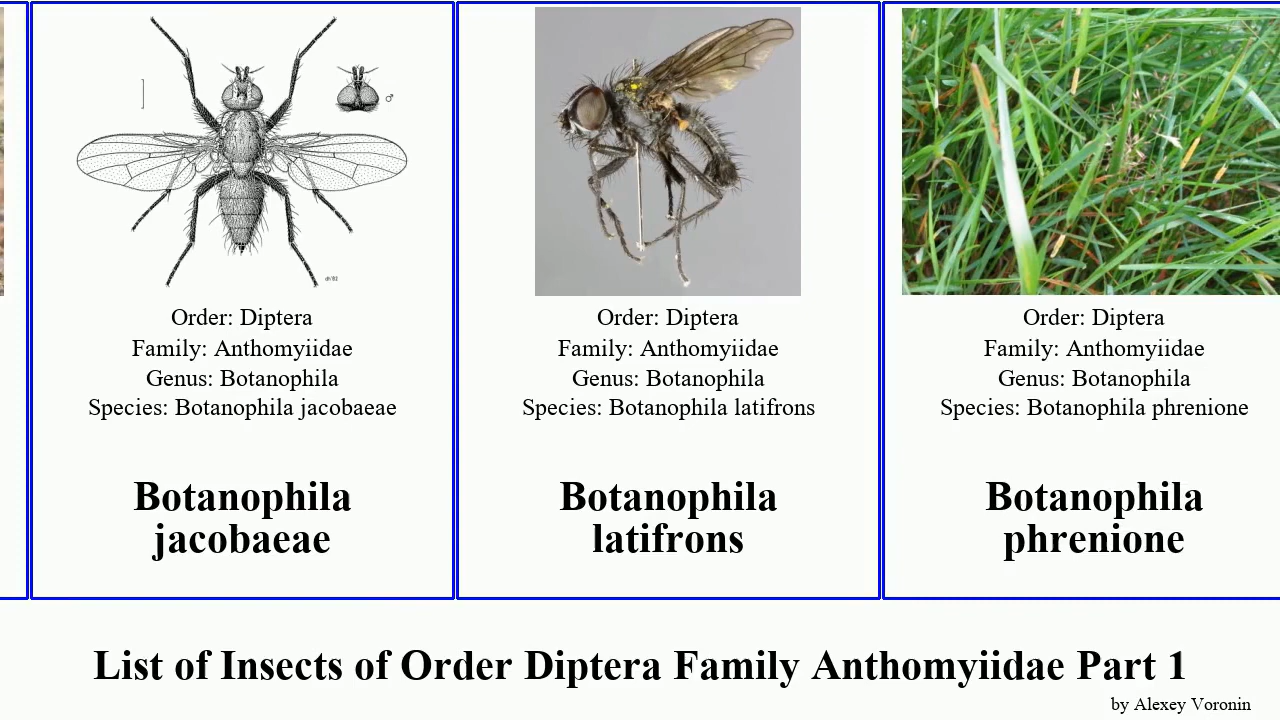 Order: Diptera
Family: Anthomyiidae
Genus: Botanophila
Species: Botanophila jacobaeae
Botanophila
jacobaeae
Order: Diptera
Family: Anthomyiidae
Genus: Botanophila
Species: Botanophila latifrons
Botanophila
latifrons
Order: Diptera
Family: Anthomyiidae
Genus: Botanophila
Species: Botanophila phrenione
Botanophila
phrenione
List of Insects of Order Diptera Family Anthomyiidae Part 1
by Alexey Voronin